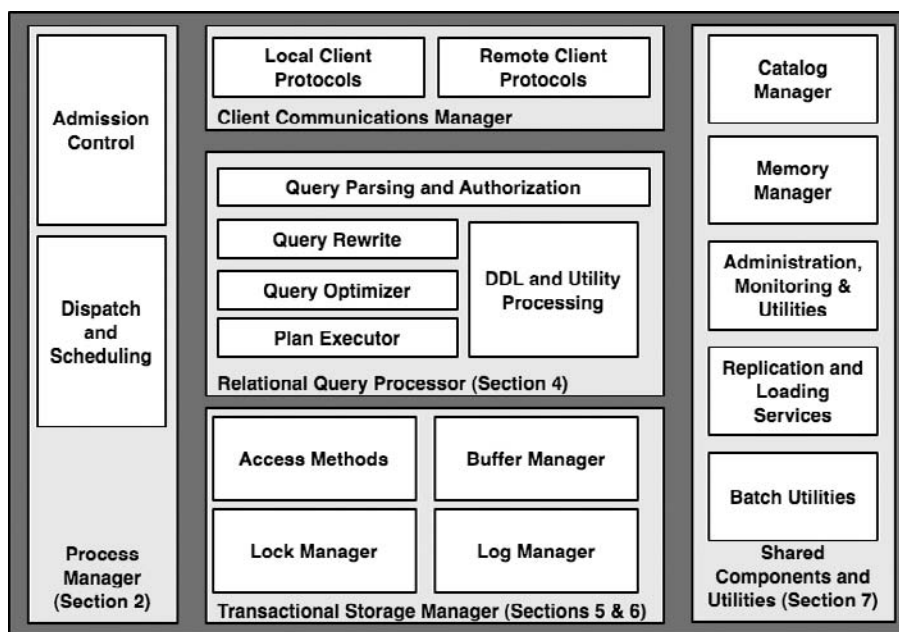 Admission
Control
Dispatch
and
Scheduling
Process
Manager
(Section 2)
Local Client
Protocols
Remote Client
Protocols
Client Communications Manager
Query Parsing and Authorization
Query Rewrite
Query Optimizer
Plan Executor
DDL and Utility
Processing
Relational Query Processor (Section 4)
Access Methods
Buffer Manager
Lock Manager
Log Manager
Transactional Storage Manager (Sections 5 & 6)
Catalog
Manager
Memory
Manager
Administration,
Monitoring &
Utilities
Replication and
Loading
Services
Batch Utilities
Shared
Components and
Utilities (Section 7)